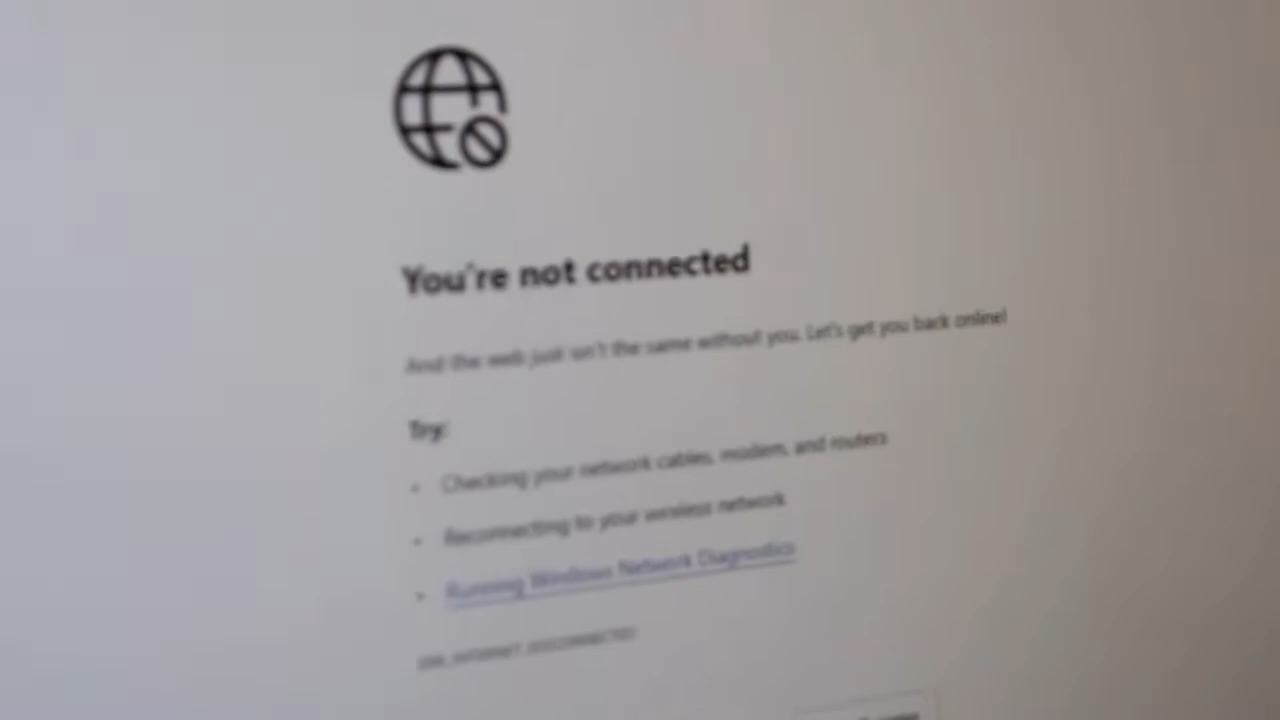 You're not connected
And the web just isn't the same without you. Let's get you back online!
Try:
• Checking your network cables, modem, and routers
• Reconnecting to your wireless network
• Running Windows Network Diagnostics
ERR_INTERNET_DISCONNECTED